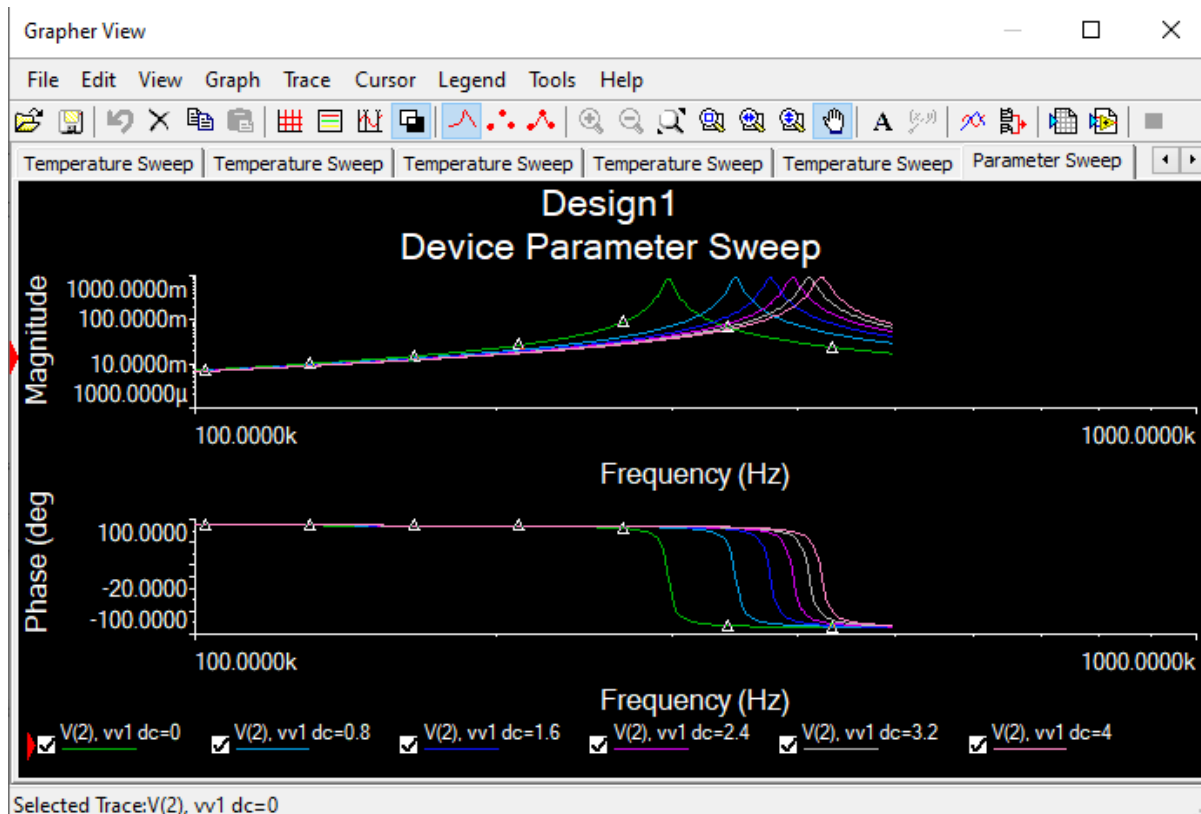 Grapher View
File Edit View Graph Trace Cursor Legend Tools Help
A (x,y)
Temperature Sweep Temperature Sweep Temperature Sweep Temperature Sweep Temperature Sweep Parameter Sweep
Design1
Device Parameter Sweep
Magnitude
1000.0000m
100.0000m
10.0000m
1000.0000µ
100.0000k 1000.0000k
Frequency (Hz)
Phase (deg
100.0000
-20.0000
-100.0000
100.0000k 1000.0000k
Frequency (Hz)
V(2), vv1 dc=0 V(2), vv1 dc=0.8 V(2), vv1 dc=1.6 V(2), vv1 dc=2.4 V(2), vv1 dc=3.2 V(2), vv1 dc=4
Selected Trace:V(2), vv1 dc=0